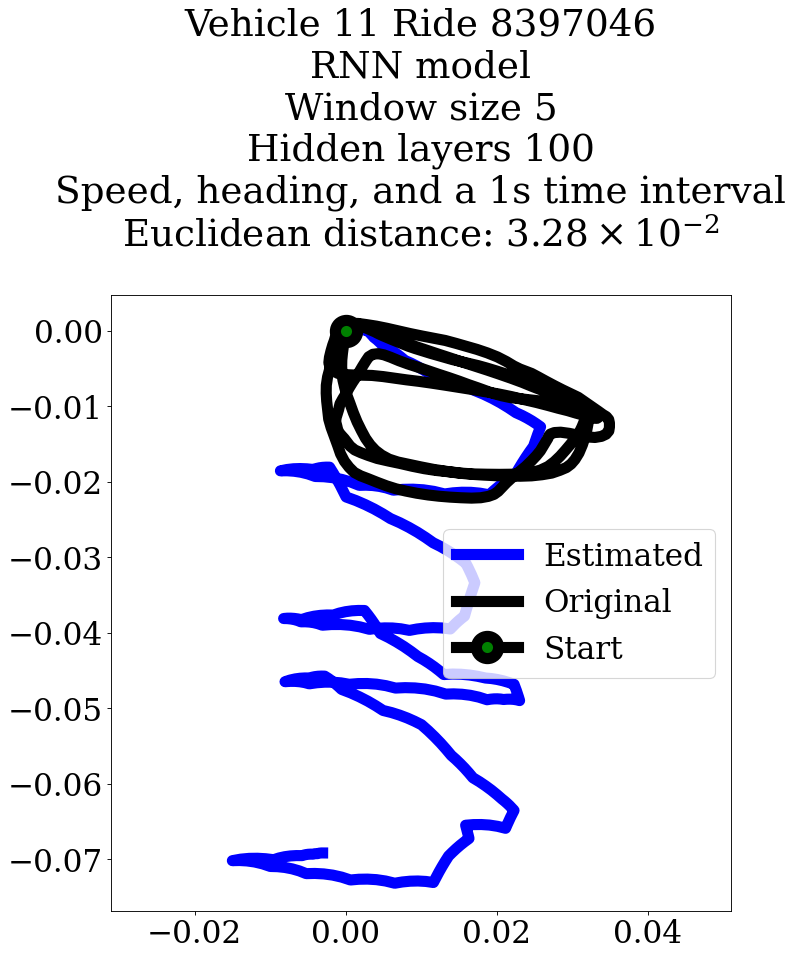 Vehicle 11 Ride 8397046
RNN model
Window size 5
Hidden layers 100
Speed, heading, and a 1s time interval
Euclidean distance: 3.28 × 10⁻²
0.00
−0.01
−0.02
−0.03
−0.04
−0.05
−0.06
−0.07
Estimated
Original
Start
−0.02 0.00 0.02 0.04